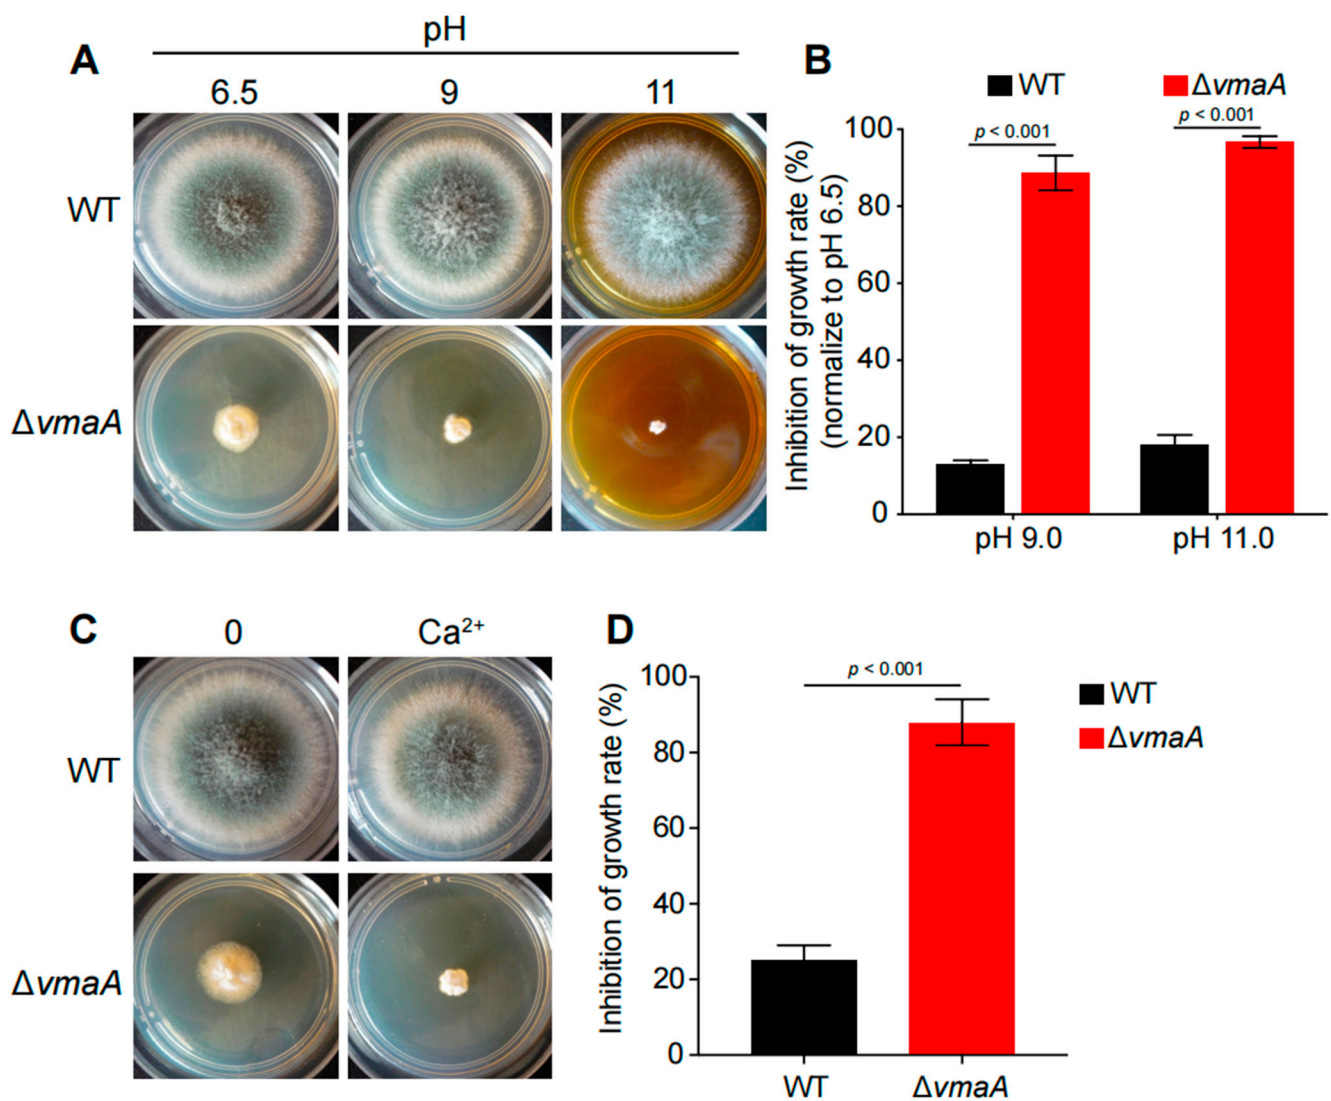 A
pH
6.5 9 11
WT
ΔvmaA
B
WT ΔvmaA
p < 0.001
p < 0.001
Inhibition of growth rate (%)
(normalize to pH 6.5)
100
80
60
40
20
0
pH 9.0 pH 11.0
C
0 Ca²⁺
WT
ΔvmaA
D
p < 0.001
WT
ΔvmaA
Inhibition of growth rate (%)
100
80
60
40
20
0
WT ΔvmaA